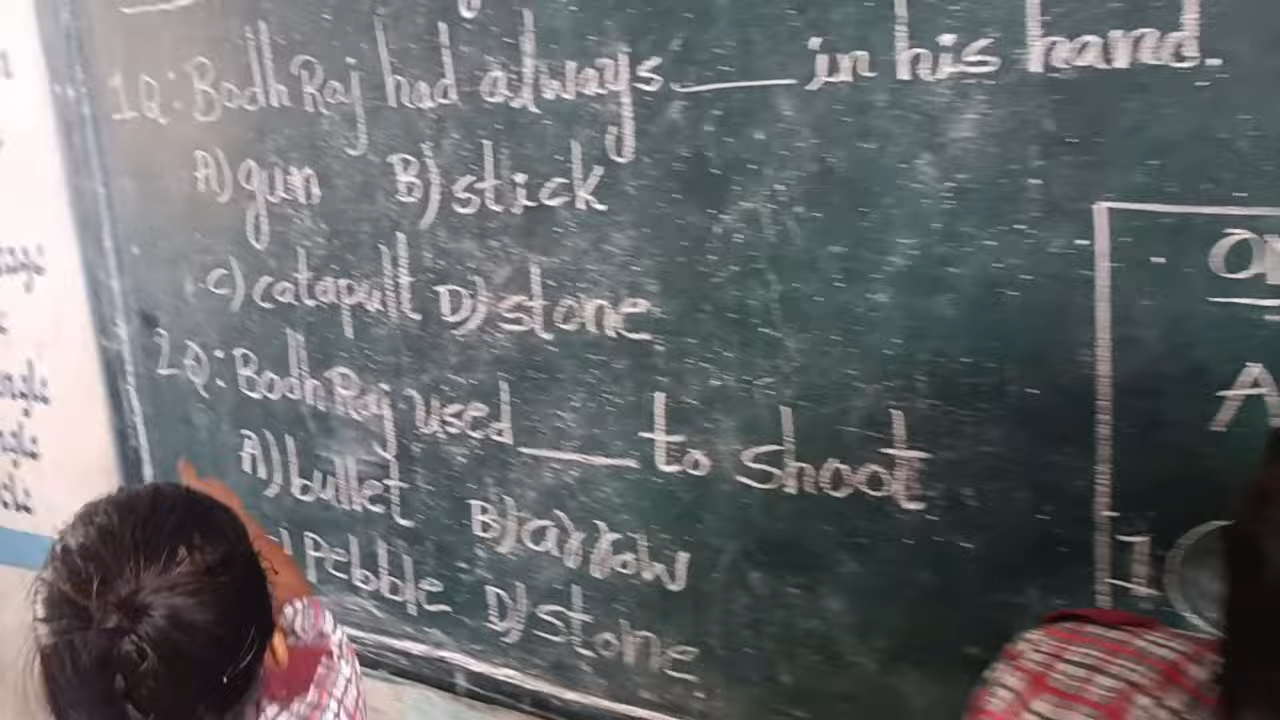 1Q: Bodh Raj had always ____ in his hand.
A) gun B) stick
C) catapult D) stone
2Q: Bodh Raj used ____ to shoot
A) bullet B) arrow
) Pebble D) stone
A
1